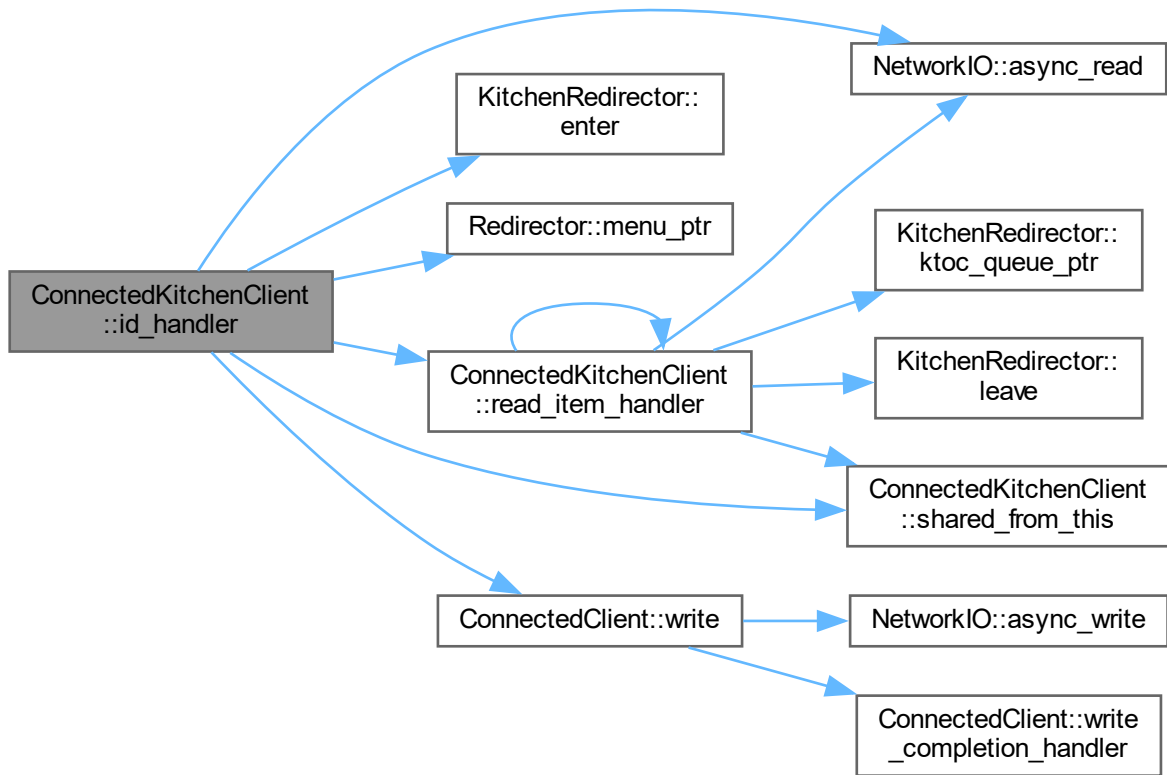 NetworkIO::async_read
KitchenRedirector::
enter
Redirector::menu_ptr
KitchenRedirector::
ktoc_queue_ptr
ConnectedKitchenClient
::id_handler
ConnectedKitchenClient
::read_item_handler
KitchenRedirector::
leave
ConnectedKitchenClient
::shared_from_this
ConnectedClient::write
NetworkIO::async_write
ConnectedClient::write
_completion_handler